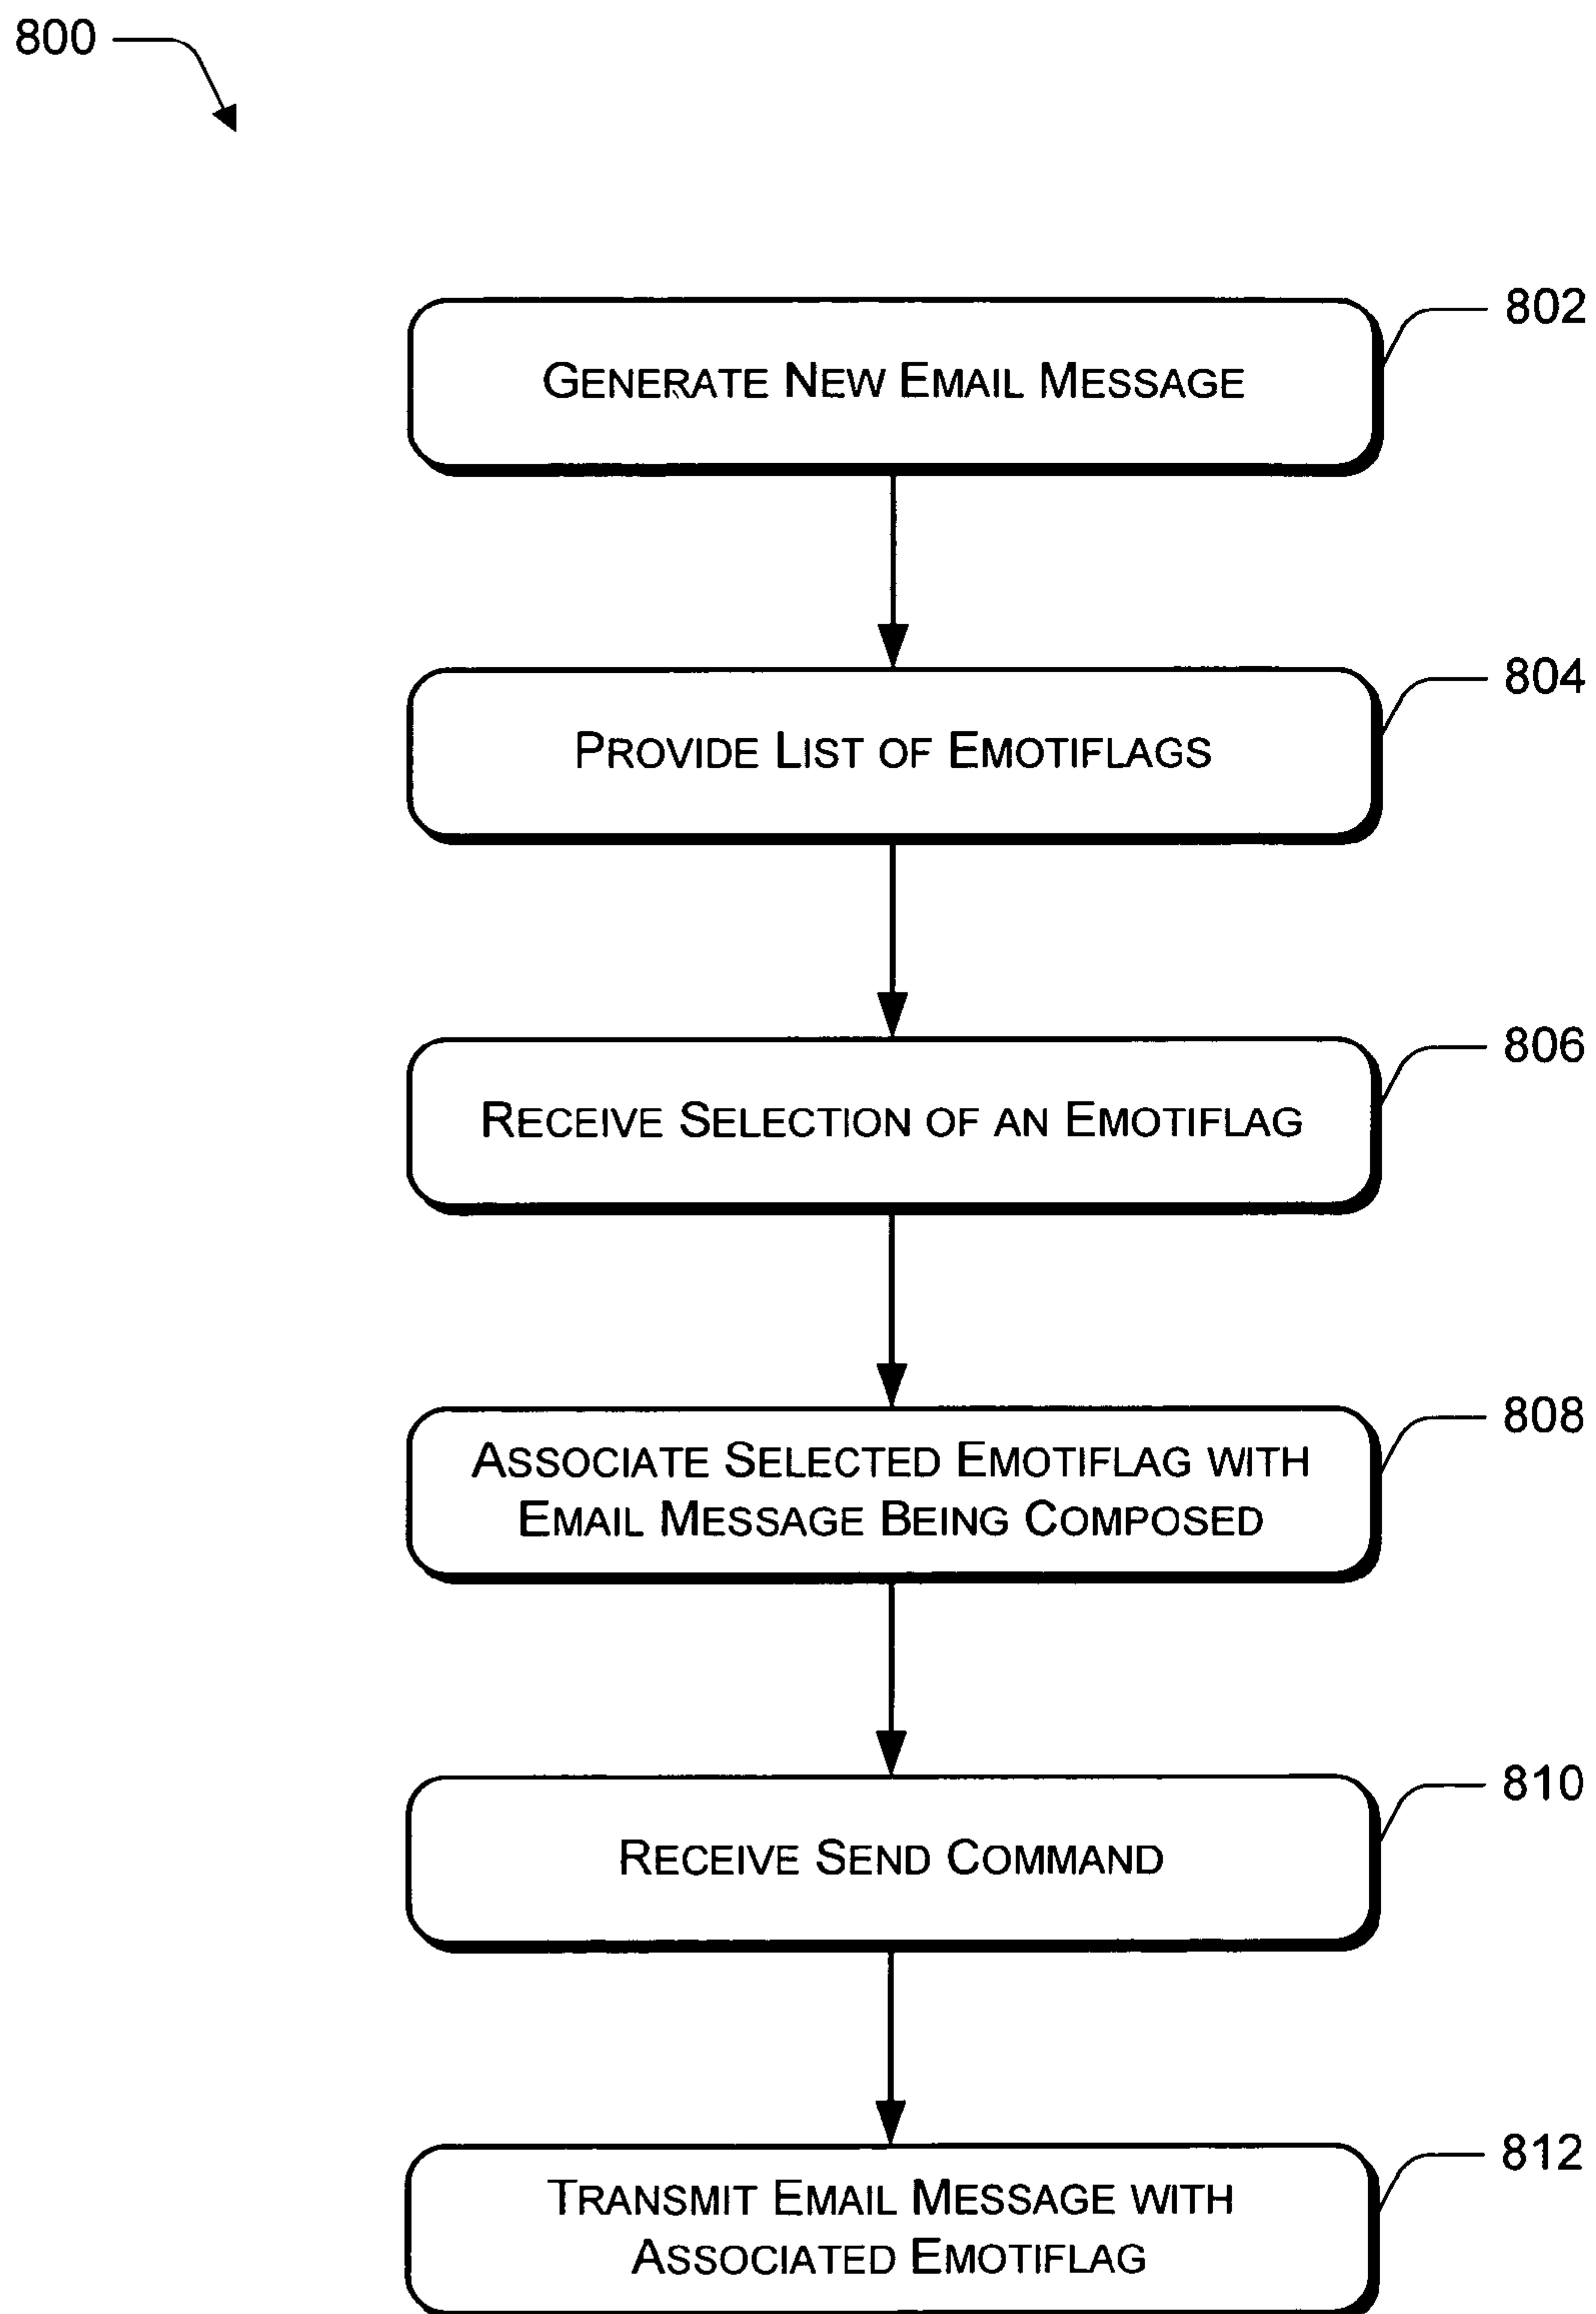 800
802
GENERATE NEW EMAIL MESSAGE
804
PROVIDE LIST OF EMOTIFLAGS
806
RECEIVE SELECTION OF AN EMOTIFLAG
808
ASSOCIATE SELECTED EMOTIFLAG WITH
EMAIL MESSAGE BEING COMPOSED
810
RECEIVE SEND COMMAND
812
TRANSMIT EMAIL MESSAGE WITH
ASSOCIATED EMOTIFLAG